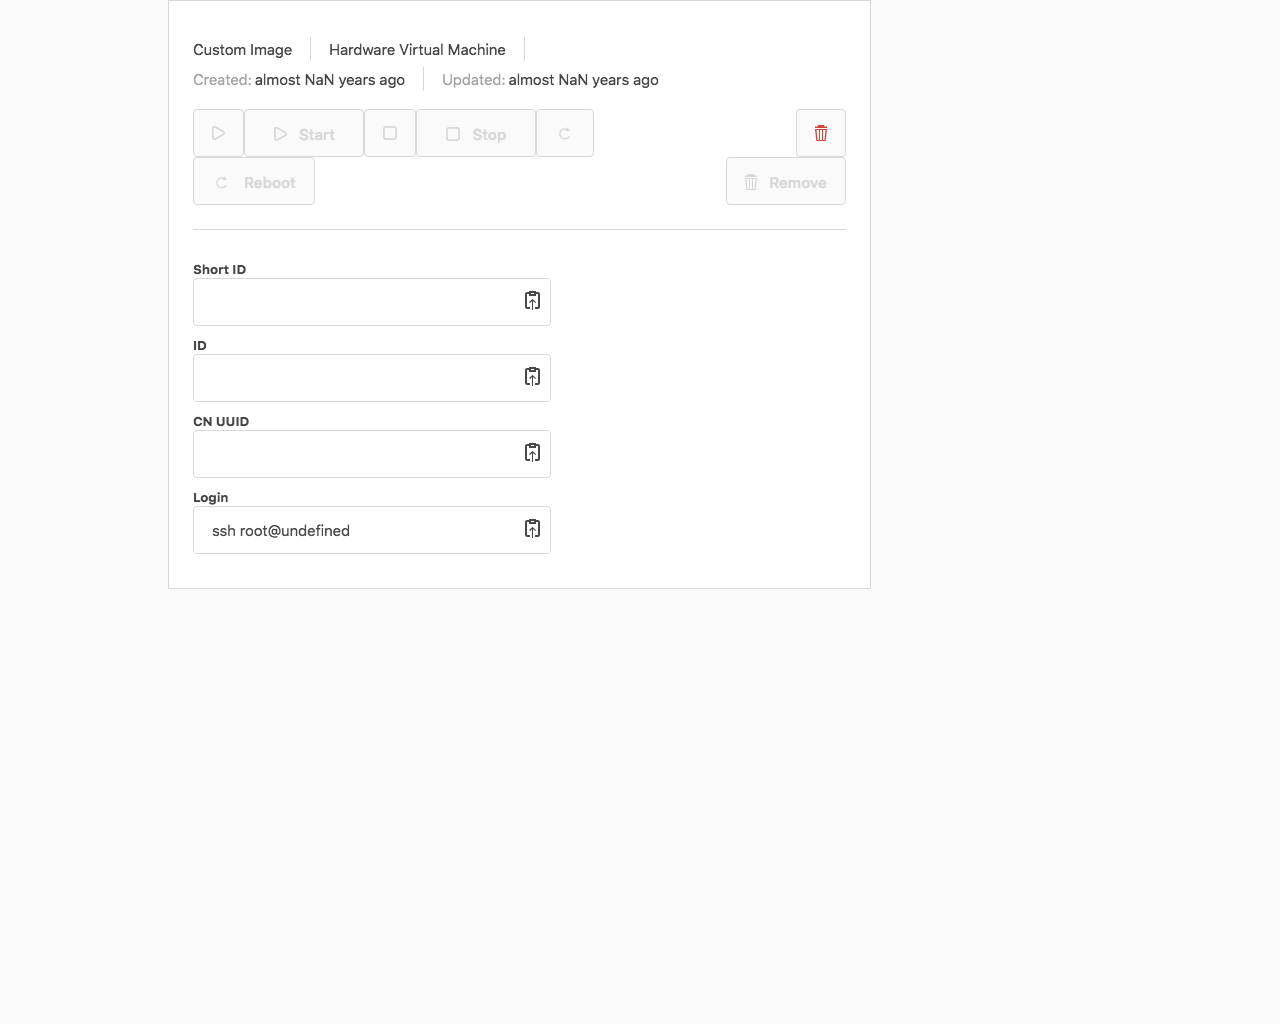 Custom Image Hardware Virtual Machine
Created: almost NaN years ago Updated: almost NaN years ago
Start Stop
Reboot Remove
Short ID
ID
CN UUID
Login
ssh root@undefined